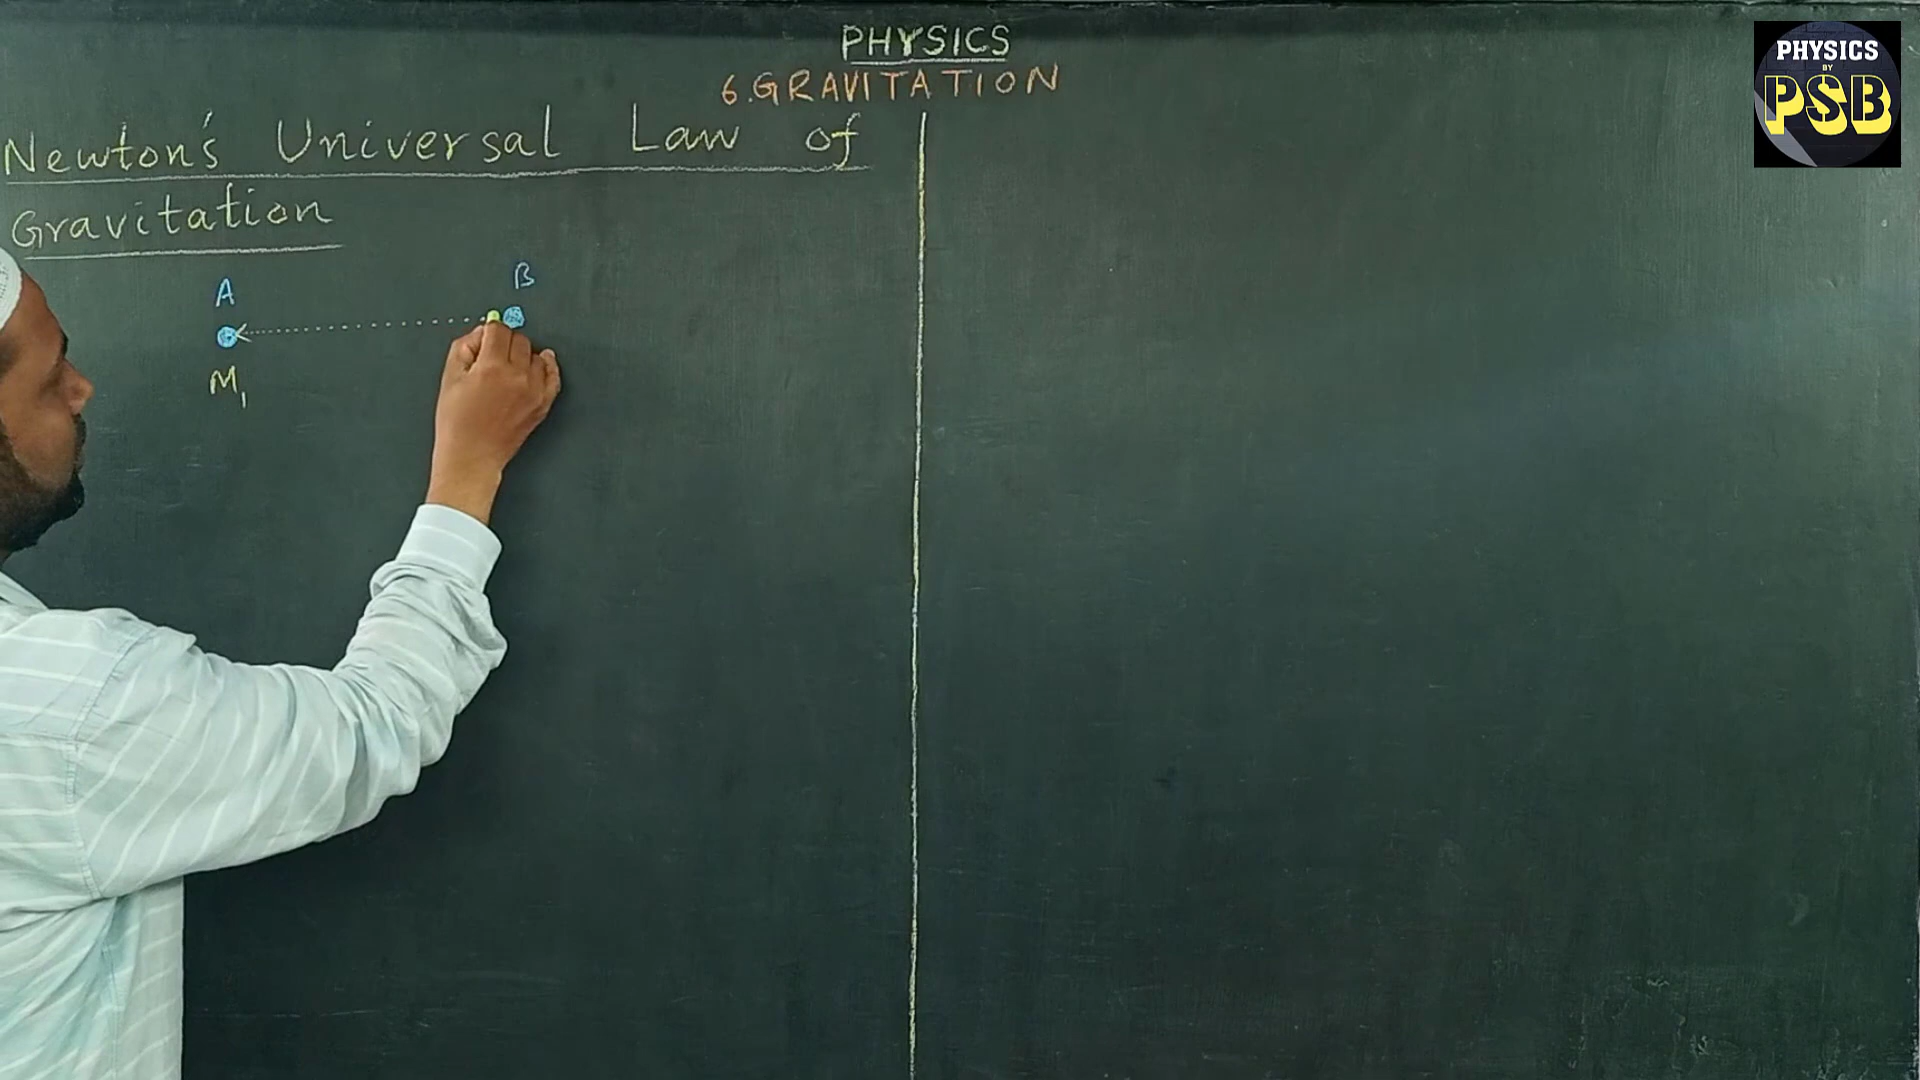 PHYSICS
6.GRAVITATION
Newton's Universal Law of
Gravitation
A
B
M1
PHYSICS
BY
PSB